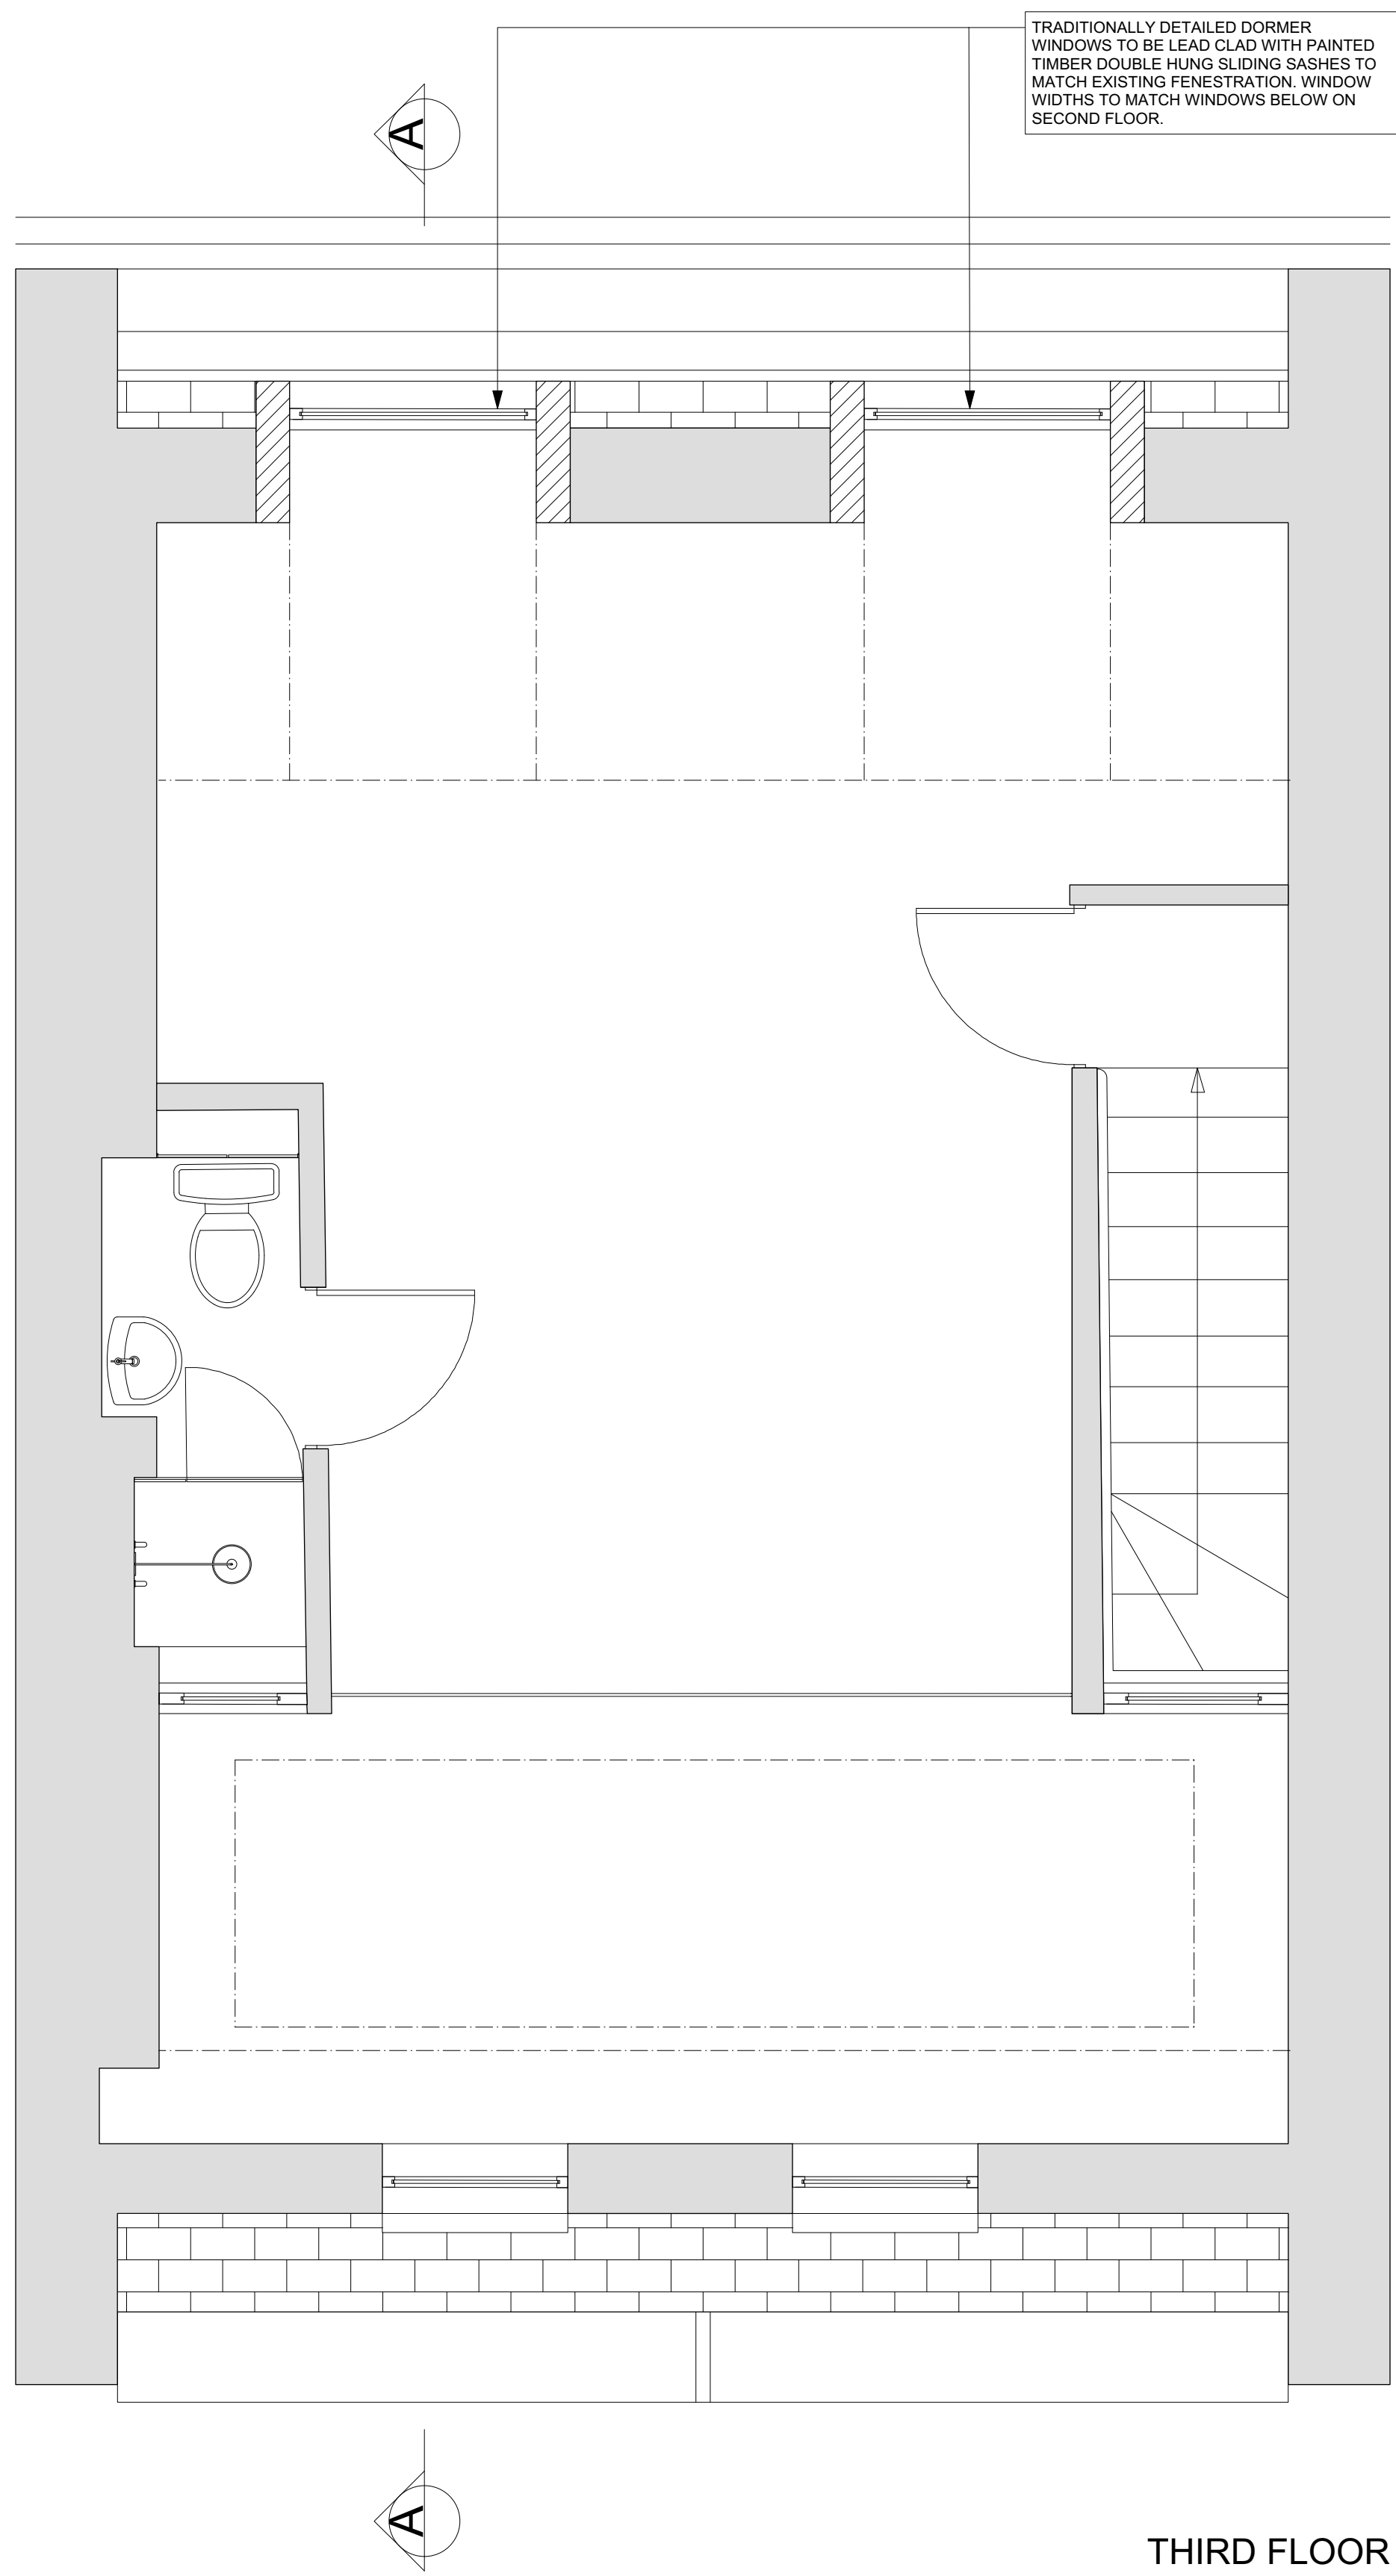 TRADITIONALLY DETAILED DORMER
WINDOWS TO BE LEAD CLAD WITH PAINTED
TIMBER DOUBLE HUNG SLIDING SASHES TO
MATCH EXISTING FENESTRATION. WINDOW
WIDTHS TO MATCH WINDOWS BELOW ON
SECOND FLOOR.
A
A
THIRD FLOOR